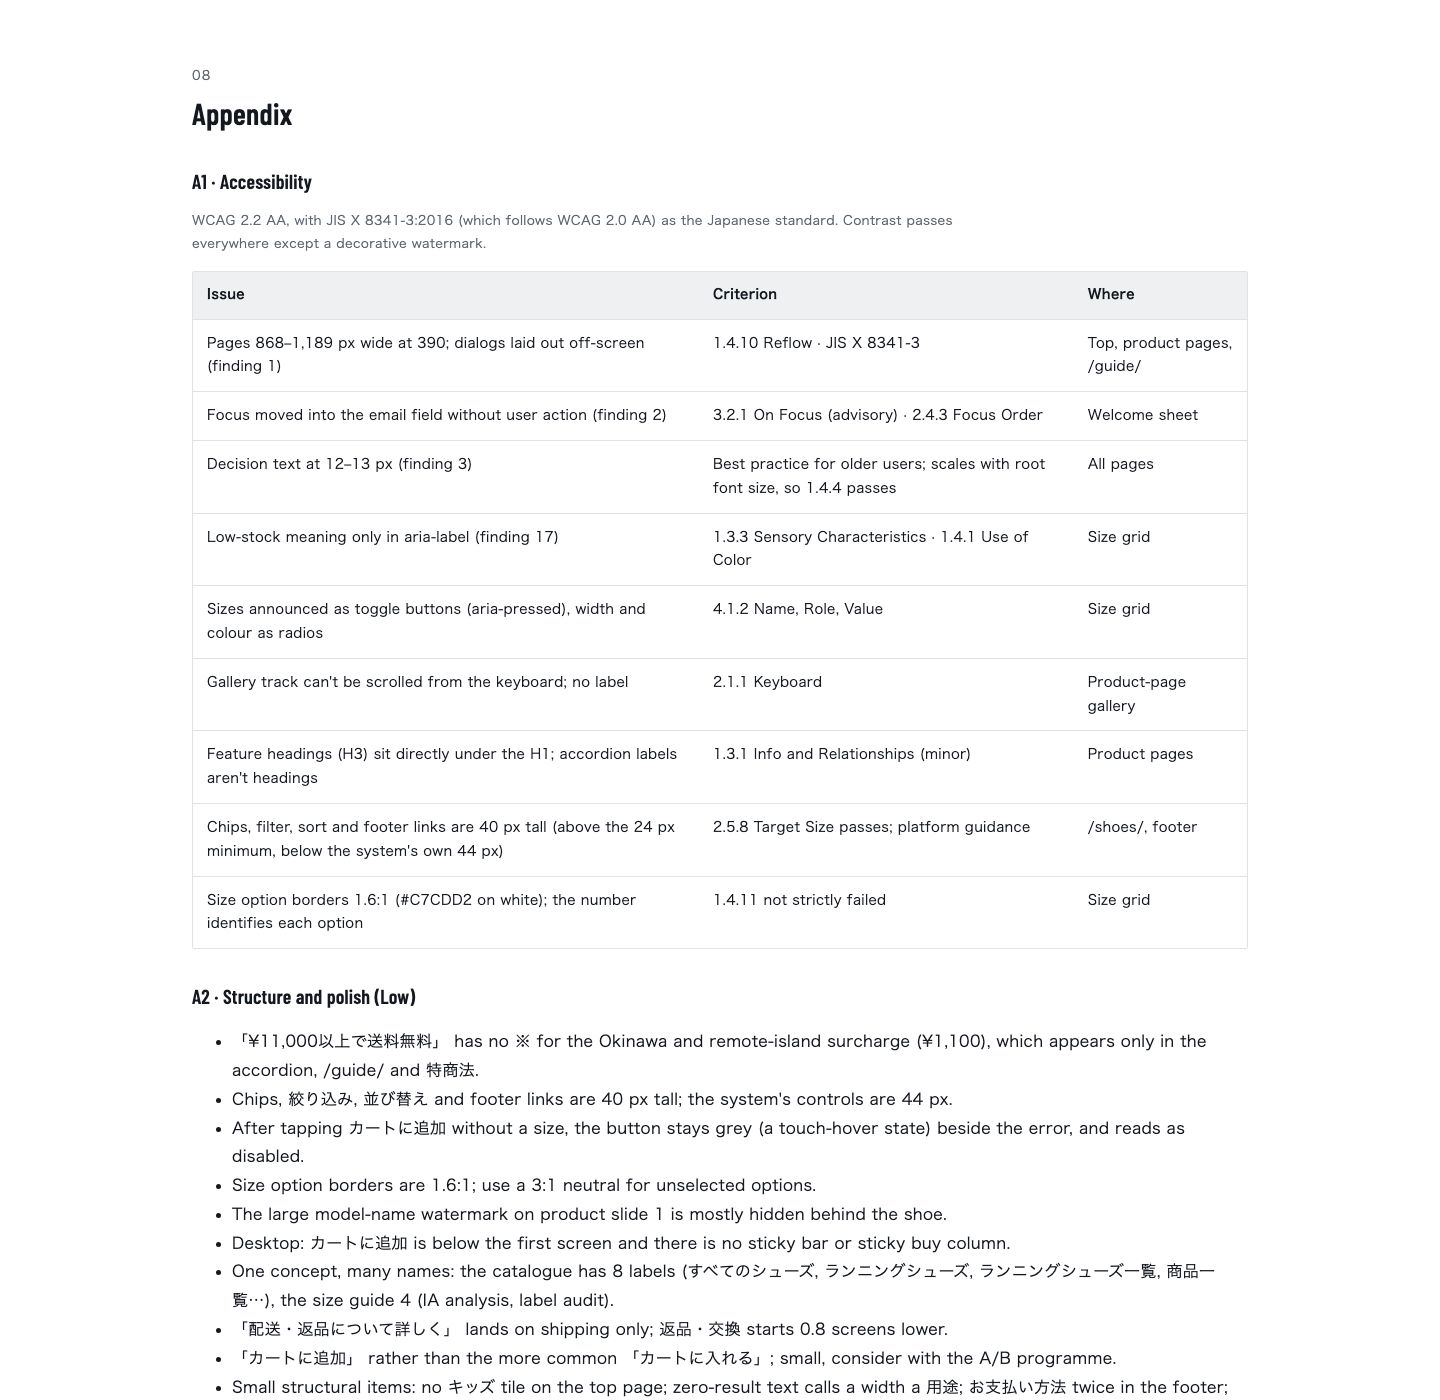 08
Appendix
A1 · Accessibility
WCAG 2.2 AA, with JIS X 8341-3:2016 (which follows WCAG 2.0 AA) as the Japanese standard. Contrast passes
everywhere except a decorative watermark.
Issue Criterion Where
Pages 868–1,189 px wide at 390; dialogs laid out off-screen 1.4.10 Reflow · JIS X 8341-3 Top, product pages,
(finding 1) /guide/
Focus moved into the email field without user action (finding 2) 3.2.1 On Focus (advisory) · 2.4.3 Focus Order Welcome sheet
Decision text at 12–13 px (finding 3) Best practice for older users; scales with root All pages
font size, so 1.4.4 passes
Low-stock meaning only in aria-label (finding 17) 1.3.3 Sensory Characteristics · 1.4.1 Use of Size grid
Color
Sizes announced as toggle buttons (aria-pressed), width and 4.1.2 Name, Role, Value Size grid
colour as radios
Gallery track can't be scrolled from the keyboard; no label 2.1.1 Keyboard Product-page
gallery
Feature headings (H3) sit directly under the H1; accordion labels 1.3.1 Info and Relationships (minor) Product pages
aren't headings
Chips, filter, sort and footer links are 40 px tall (above the 24 px 2.5.8 Target Size passes; platform guidance /shoes/, footer
minimum, below the system's own 44 px)
Size option borders 1.6:1 (#C7CDD2 on white); the number 1.4.11 not strictly failed Size grid
identifies each option
A2 · Structure and polish (Low)
• 「¥11,000以上で送料無料」 has no ※ for the Okinawa and remote-island surcharge (¥1,100), which appears only in the
accordion, /guide/ and 特商法.
• Chips, 絞り込み, 並び替え and footer links are 40 px tall; the system's controls are 44 px.
• After tapping カートに追加 without a size, the button stays grey (a touch-hover state) beside the error, and reads as
disabled.
• Size option borders are 1.6:1; use a 3:1 neutral for unselected options.
• The large model-name watermark on product slide 1 is mostly hidden behind the shoe.
• Desktop: カートに追加 is below the first screen and there is no sticky bar or sticky buy column.
• One concept, many names: the catalogue has 8 labels (すべてのシューズ, ランニングシューズ, ランニングシューズ一覧, 商品一
覧…), the size guide 4 (IA analysis, label audit).
• 「配送・返品について詳しく」 lands on shipping only; 返品・交換 starts 0.8 screens lower.
• 「カートに追加」 rather than the more common 「カートに入れる」; small, consider with the A/B programme.
• Small structural items: no キッズ tile on the top page; zero-result text calls a width a 用途; お支払い方法 twice in the footer;